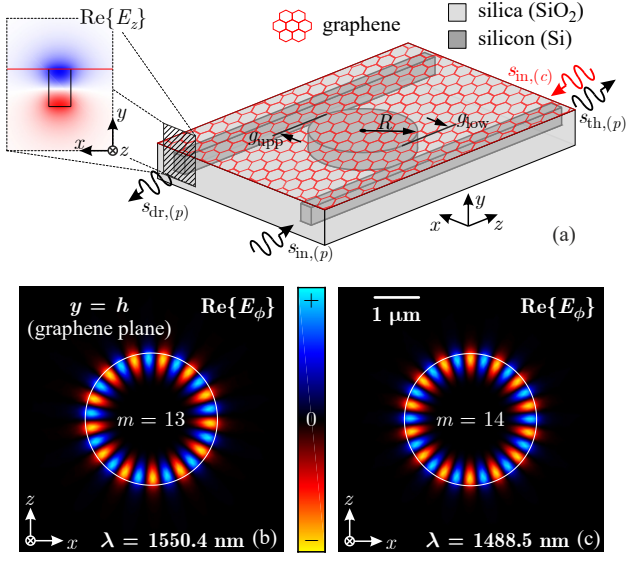 Re{E_z}
graphene
silica (SiO₂)
silicon (Si)
s_in,(c)
s_th,(p)
R
g_upp
g_low
y
x
z
s_dr,(p)
s_in,(p)
y
x
z
(a)
y = h
(graphene plane)
Re{E_ϕ}
m = 13
z
x
λ = 1550.4 nm
(b)
+
0
−
1 μm
Re{E_ϕ}
m = 14
z
x
λ = 1488.5 nm
(c)